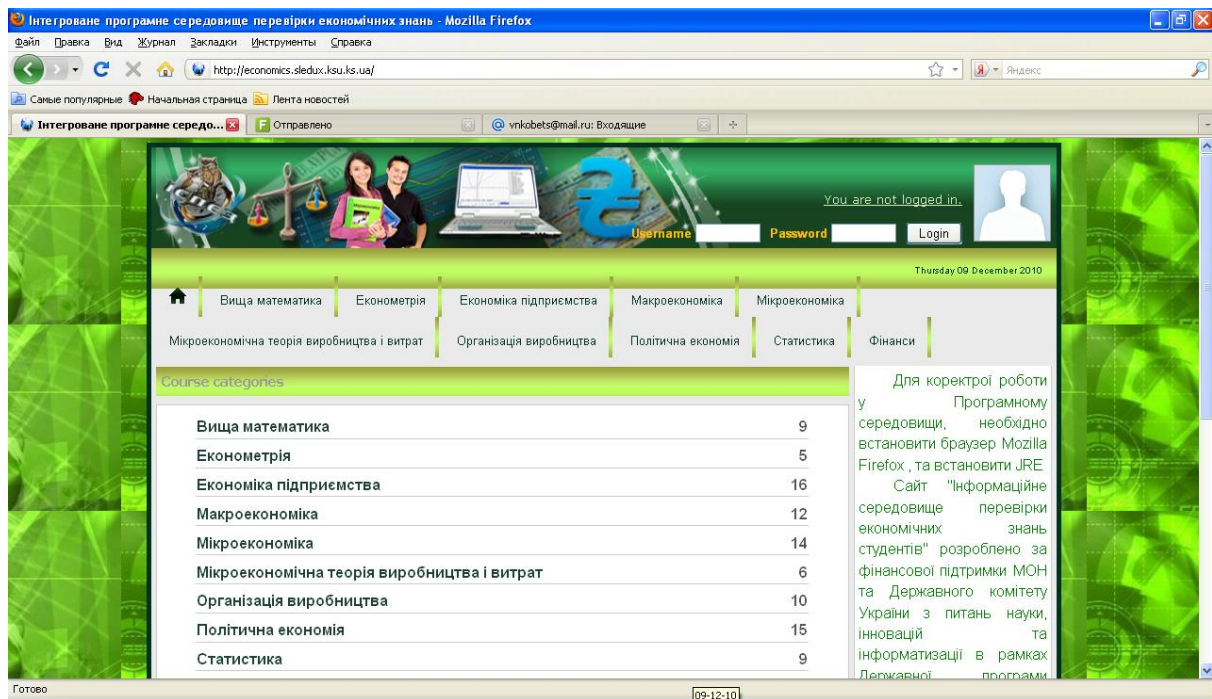 Інтегроване програмне середовище перевірки економічних знань - Mozilla Firefox
Файл Правка Вид Журнал Закладки Инструменты Справка
http://economics.sledux.ksu.ks.ua/
Яндекс
Самые популярные Начальная страница Лента новостей
Інтегроване програмне середо... Отправлено vnkobets@mail.ru: Входящие
You are not logged in.
Username Password Login
Thursday 09 December 2010
Вища математика Економетрія Економіка підприємства Макроекономіка Мікроекономіка
Мікроекономічна теорія виробництва і витрат Організація виробництва Політична економія Статистика Фінанси
Course categories
Вища математика 9
Економетрія 5
Економіка підприємства 16
Макроекономіка 12
Мікроекономіка 14
Мікроекономічна теорія виробництва і витрат 6
Організація виробництва 10
Політична економія 15
Статистика 9
Для коректрої роботи
у Програмному
середовищи, необхідно
встановити браузер Mozilla
Firefox , та встановити JRE
Сайт "Інформаційне
середовище перевірки
економічних знань
студентів" розроблено за
фінансової підтримки МОН
та Державного комітету
України з питань науки,
інновацій та
інформатизації в рамках
Державної програми
Готово
09-12-10